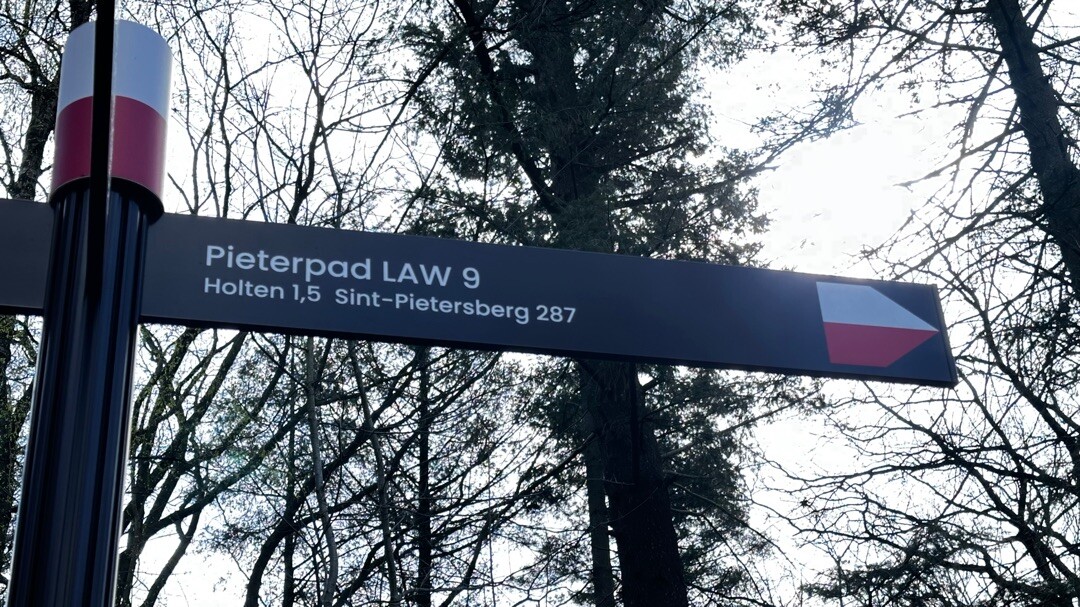 Pieterpad LAW 9
Holten 1,5 Sint-Pietersberg 287